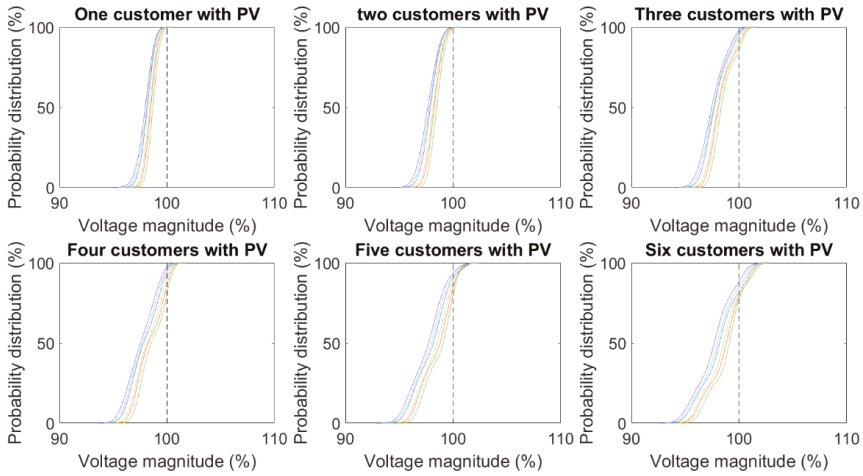 One customer with PV
two customers with PV
Three customers with PV
Probability distribution (%)
100
50
0
90
100
110
Voltage magnitude (%)
Probability distribution (%)
100
50
0
90
100
110
Voltage magnitude (%)
Probability distribution (%)
100
50
0
90
100
110
Voltage magnitude (%)
Four customers with PV
Five customers with PV
Six customers with PV
Probability distribution (%)
100
50
0
90
100
110
Voltage magnitude (%)
Probability distribution (%)
100
50
0
90
100
110
Voltage magnitude (%)
Probability distribution (%)
100
50
0
90
100
110
Voltage magnitude (%)